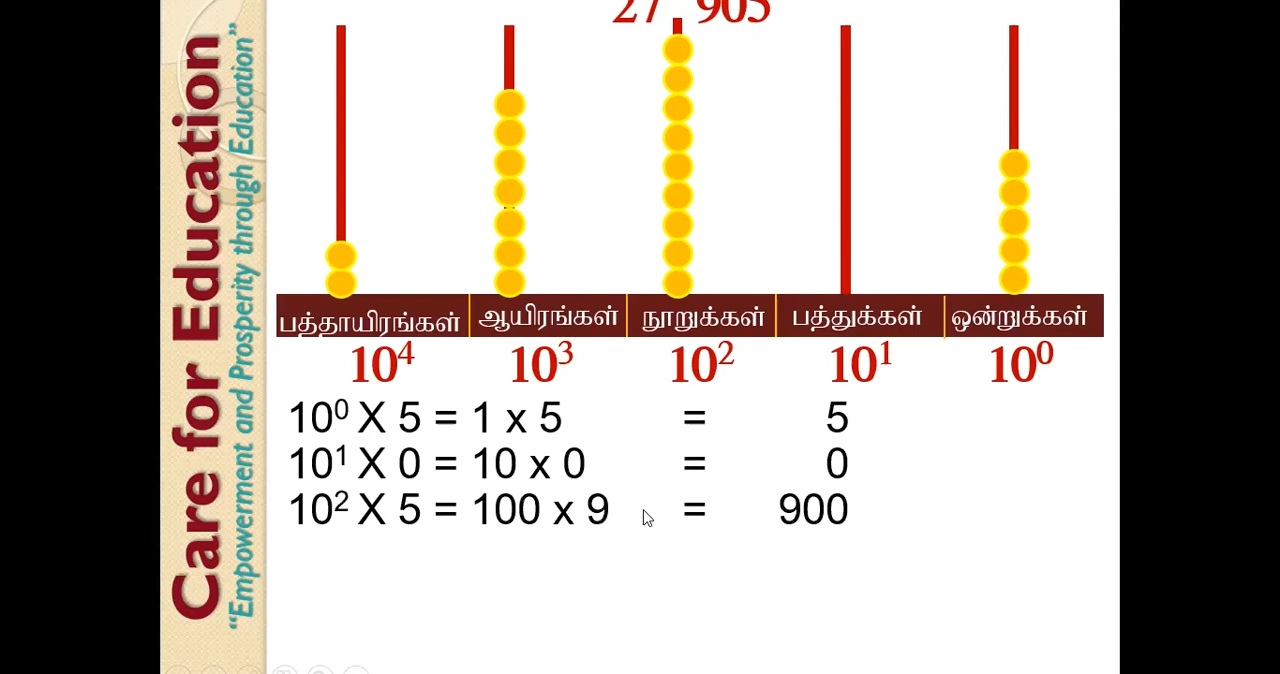 Care for Education
“Empowerment and Prosperity through Education”
27 905
பத்தாயிரங்கள் ஆயிரங்கள் நூறுக்கள் பத்துக்கள் ஒன்றுக்கள்
10⁴ 10³ 10² 10¹ 10⁰
10⁰ X 5 = 1 x 5 = 5
10¹ X 0 = 10 x 0 = 0
10² X 5 = 100 x 9 = 900